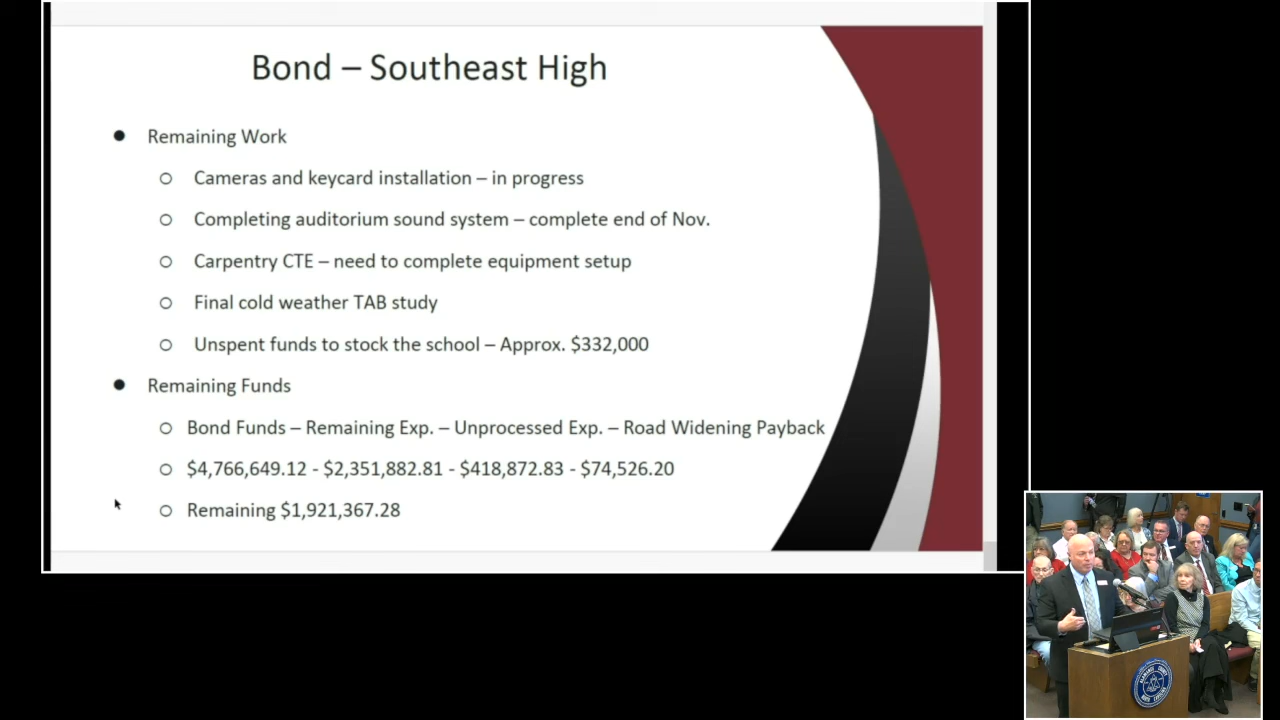 Bond – Southeast High
Remaining Work
Cameras and keycard installation – in progress
Completing auditorium sound system – complete end of Nov.
Carpentry CTE – need to complete equipment setup
Final cold weather TAB study
Unspent funds to stock the school – Approx. $332,000
Remaining Funds
Bond Funds – Remaining Exp. – Unprocessed Exp. – Road Widening Payback
$4,766,649.12 - $2,351,882.81 - $418,872.83 - $74,526.20
Remaining $1,921,367.28